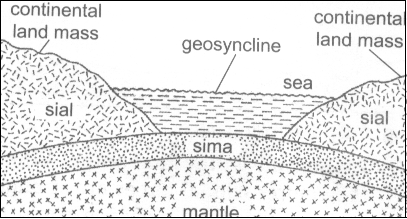 continental
land mass
geosyncline
continental
land mass
sea
sial
sima
sial
mantle